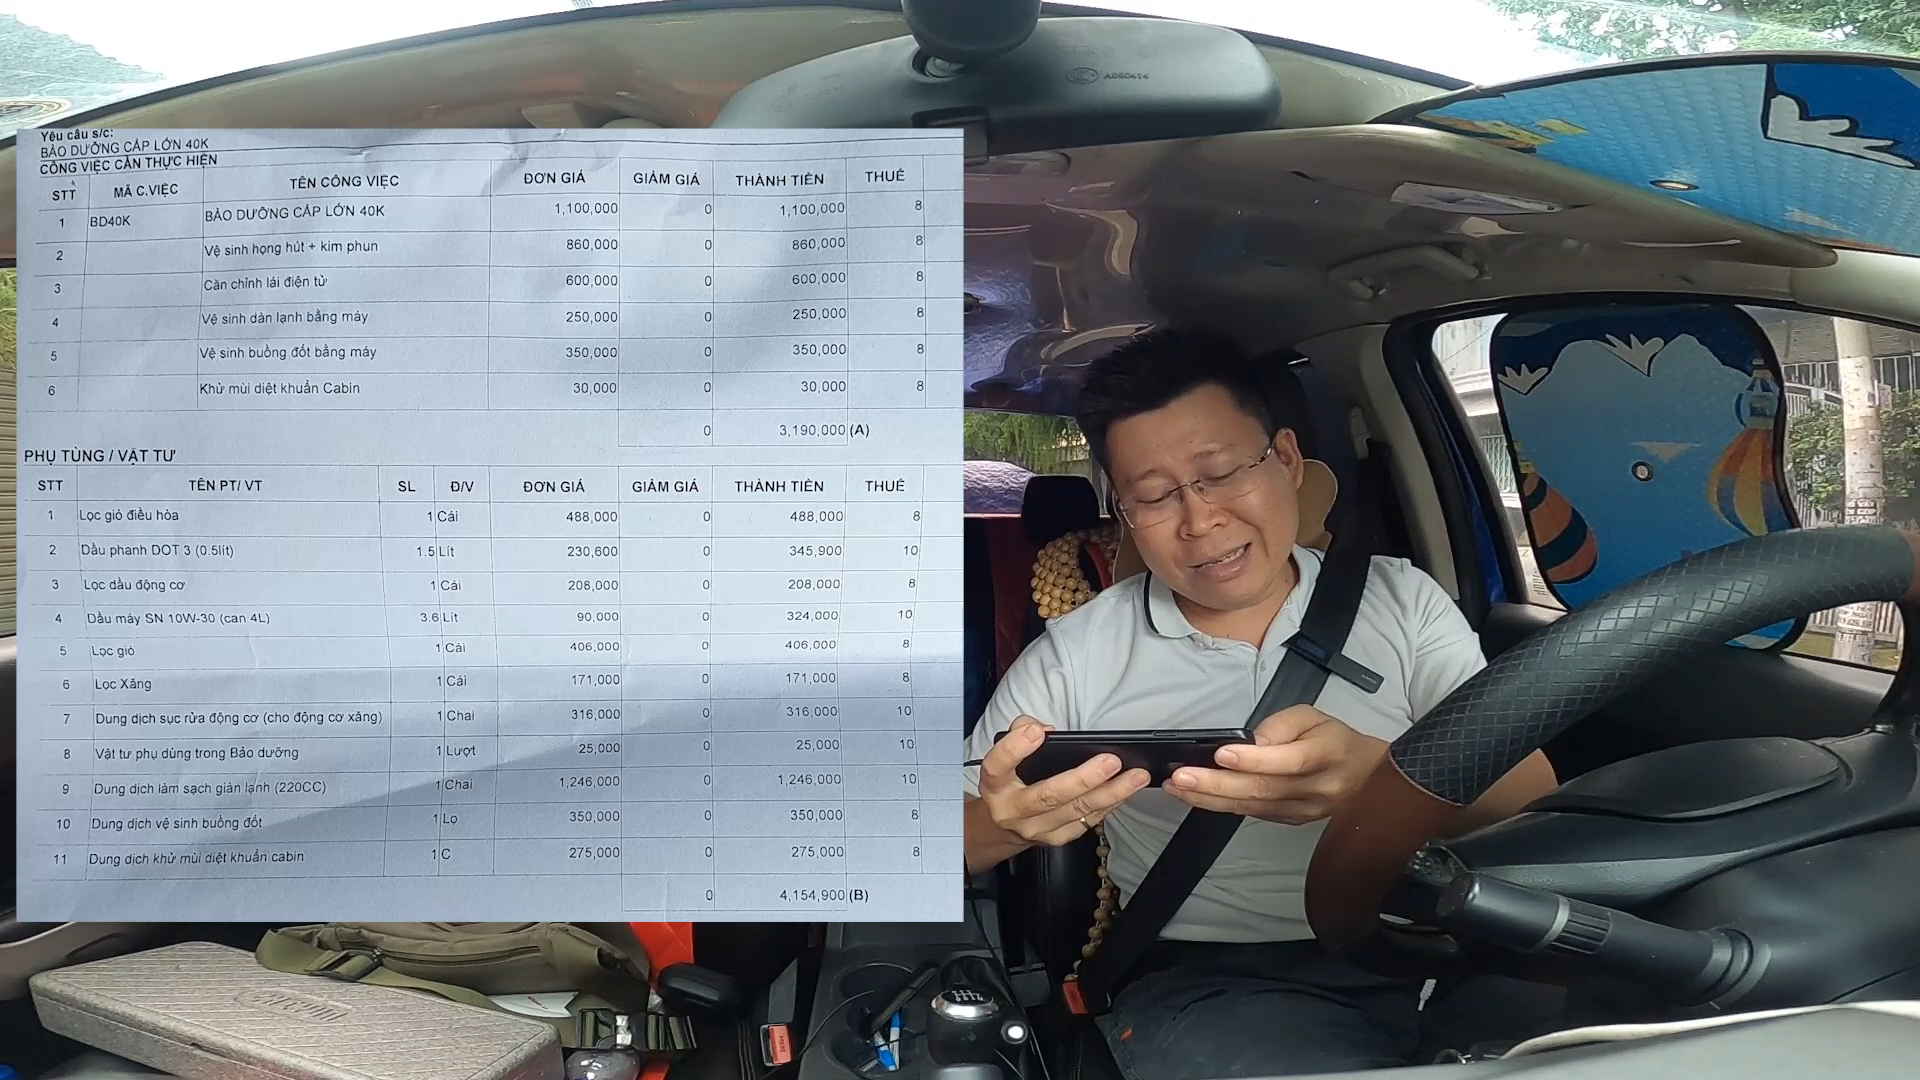 Yêu cầu s/c:
BẢO DƯỠNG CẤP LỚN 40K
CÔNG VIỆC CẦN THỰC HIỆN
STT MÃ C.VIỆC TÊN CÔNG VIỆC ĐƠN GIÁ GIẢM GIÁ THÀNH TIỀN THUẾ
1 BD40K BẢO DƯỠNG CẤP LỚN 40K 1,100,000 0 1,100,000 8
2 Vệ sinh họng hút + kim phun 860,000 0 860,000 8
3 Cân chỉnh lái điện tử 600,000 0 600,000 8
4 Vệ sinh dàn lạnh bằng máy 250,000 0 250,000 8
5 Vệ sinh buồng đốt bằng máy 350,000 0 350,000 8
6 Khử mùi diệt khuẩn Cabin 30,000 0 30,000 8
0 3,190,000 (A)
PHỤ TÙNG / VẬT TƯ
STT TÊN PT/ VT SL Đ/V ĐƠN GIÁ GIẢM GIÁ THÀNH TIỀN THUẾ
1 Lọc gió điều hòa 1 Cái 488,000 0 488,000 8
2 Dầu phanh DOT 3 (0.5lít) 1.5 Lít 230,600 0 345,900 10
3 Lọc dầu động cơ 1 Cái 208,000 0 208,000 8
4 Dầu máy SN 10W-30 (can 4L) 3.6 Lít 90,000 0 324,000 10
5 Lọc gió 1 Cái 406,000 0 406,000 8
6 Lọc Xăng 1 Cái 171,000 0 171,000 8
7 Dung dịch sục rửa động cơ (cho động cơ xăng) 1 Chai 316,000 0 316,000 10
8 Vật tư phụ dùng trong Bảo dưỡng 1 Lượt 25,000 0 25,000 10
9 Dung dịch làm sạch giàn lạnh (220CC) 1 Chai 1,246,000 0 1,246,000 10
10 Dung dịch vệ sinh buồng đốt 1 Lọ 350,000 0 350,000 8
11 Dung dịch khử mùi diệt khuẩn cabin 1 C 275,000 0 275,000 8
0 4,154,900 (B)